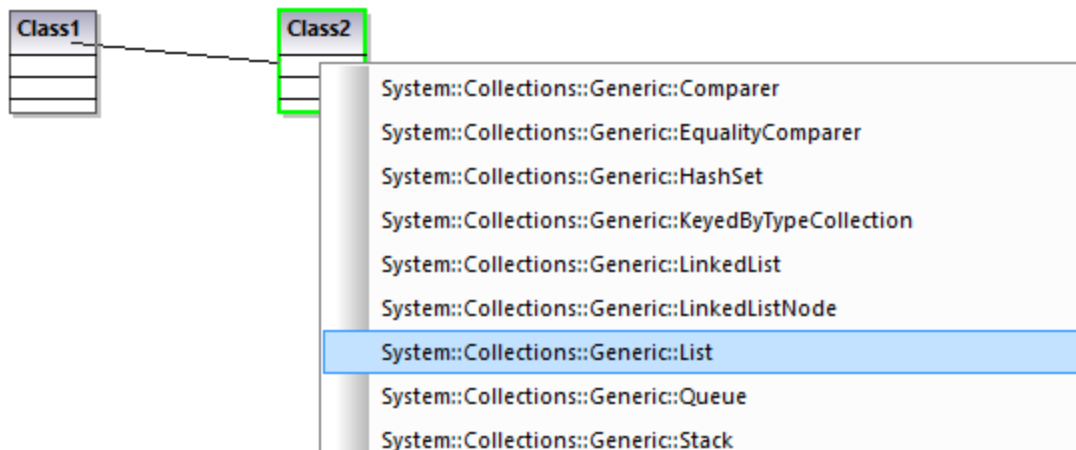 Class1
Class2
System::Collections::Generic::Comparer
System::Collections::Generic::EqualityComparer
System::Collections::Generic::HashSet
System::Collections::Generic::KeyedByTypeCollection
System::Collections::Generic::LinkedList
System::Collections::Generic::LinkedListNode
System::Collections::Generic::List
System::Collections::Generic::Queue
System::Collections::Generic::Stack